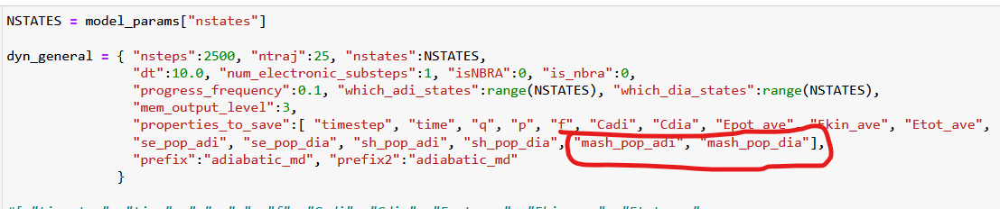 NSTATES = model_params["nstates"]
dyn_general = { "nsteps":2500, "ntraj":25, "nstates":NSTATES,
"dt":10.0, "num_electronic_substeps":1, "isNBRA":0, "is_nbra":0,
"progress_frequency":0.1, "which_adi_states":range(NSTATES), "which_dia_states":range(NSTATES),
"mem_output_level":3,
"properties_to_save":[ "timestep", "time", "q", "p", "f", "Cadi", "Cdia", "Epot_ave", "Ekin_ave", "Etot_ave",
"se_pop_adi", "se_pop_dia", "sh_pop_adi", "sh_pop_dia", "mash_pop_adi", "mash_pop_dia"],
"prefix":"adiabatic_md", "prefix2":"adiabatic_md"
}